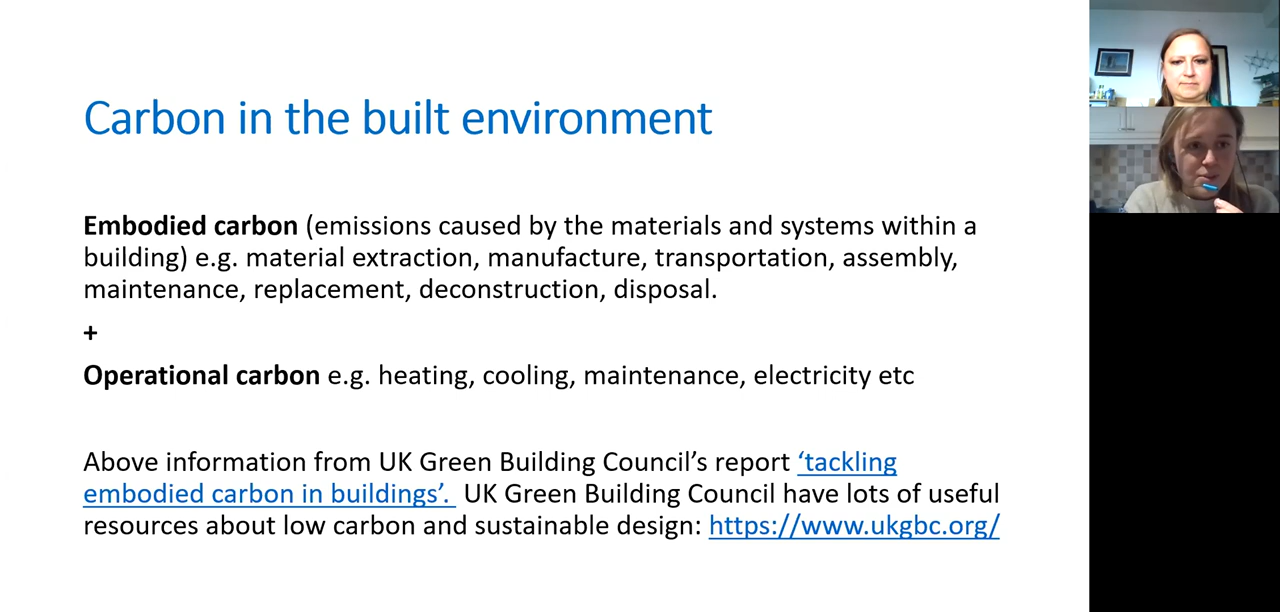 Carbon in the built environment
Embodied carbon (emissions caused by the materials and systems within a
building) e.g. material extraction, manufacture, transportation, assembly,
maintenance, replacement, deconstruction, disposal.
+
Operational carbon e.g. heating, cooling, maintenance, electricity etc
Above information from UK Green Building Council’s report ‘tackling
embodied carbon in buildings’. UK Green Building Council have lots of useful
resources about low carbon and sustainable design: https://www.ukgbc.org/